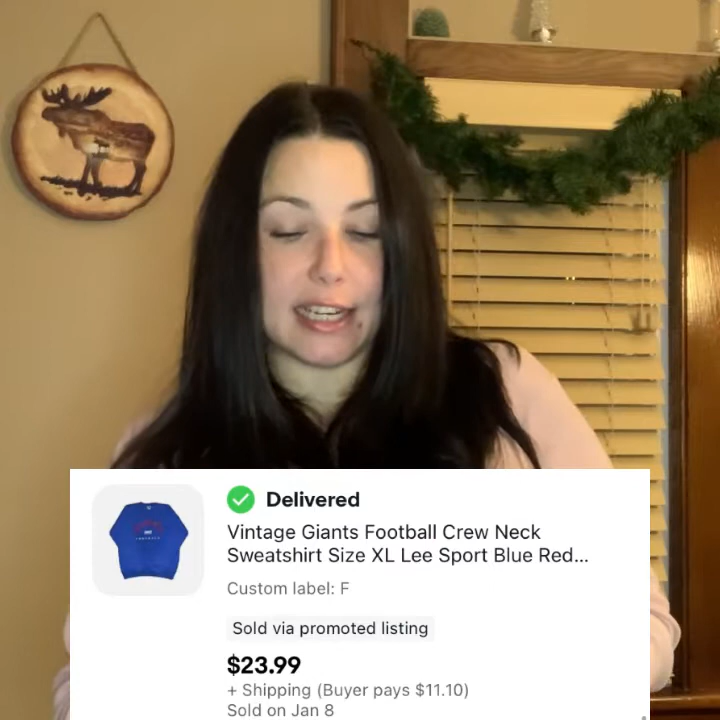 Delivered
Vintage Giants Football Crew Neck
Sweatshirt Size XL Lee Sport Blue Red...
Custom label: F
Sold via promoted listing
$23.99
+ Shipping (Buyer pays $11.10)
Sold on Jan 8